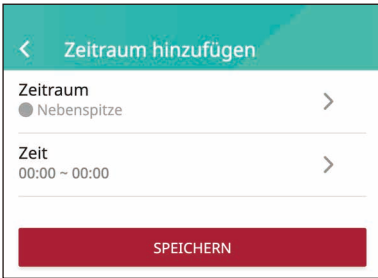 Zeitraum hinzufügen
Zeitraum
Nebenspitze
Zeit
00:00 ~ 00:00
SPEICHERN